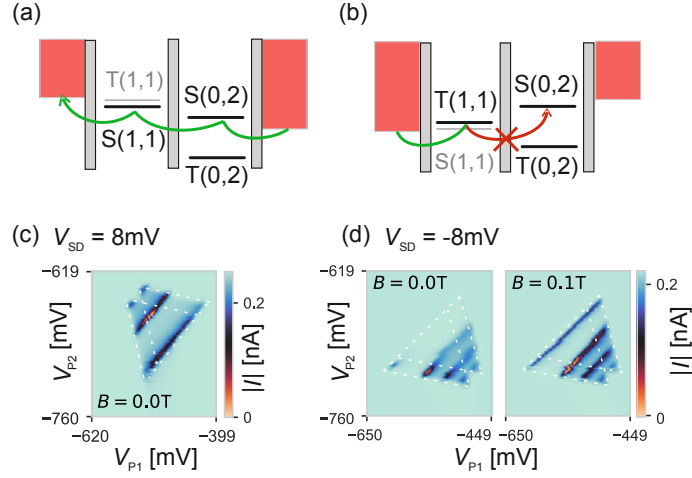 (a)
T(1,1)
S(0,2)
S(1,1)
T(0,2)
(b)
S(0,2)
T(1,1)
S(1,1)
T(0,2)
(c) V_SD = 8mV
−619
V_P2 [mV]
−760
B = 0.0T
−620 −399
V_P1 [mV]
0.2
0
|I| [nA]
(d) V_SD = -8mV
−619
V_P2 [mV]
−760
B = 0.0T
B = 0.1T
−650 −449
−650 −449
V_P1 [mV]
0.2
0
|I| [nA]